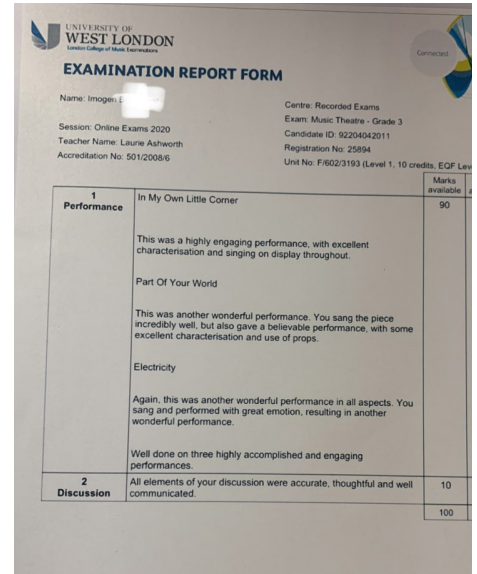 UNIVERSITY OF
WEST LONDON
London College of Music Examinations
Connected
EXAMINATION REPORT FORM
Name: Imogen
Centre: Recorded Exams
Exam: Music Theatre - Grade 3
Session: Online Exams 2020
Candidate ID: 92204042011
Teacher Name: Laurie Ashworth
Registration No: 25894
Accreditation No: 501/2008/6
Unit No: F/602/3193 (Level 1, 10 credits, EQF Lev
Marks
available
1
Performance
In My Own Little Corner
90
This was a highly engaging performance, with excellent
characterisation and singing on display throughout.
Part Of Your World
This was another wonderful performance. You sang the piece
incredibly well, but also gave a believable performance, with some
excellent characterisation and use of props.
Electricity
Again, this was another wonderful performance in all aspects. You
sang and performed with great emotion, resulting in another
wonderful performance.
Well done on three highly accomplished and engaging
performances.
2
Discussion
All elements of your discussion were accurate, thoughtful and well
communicated.
10
100